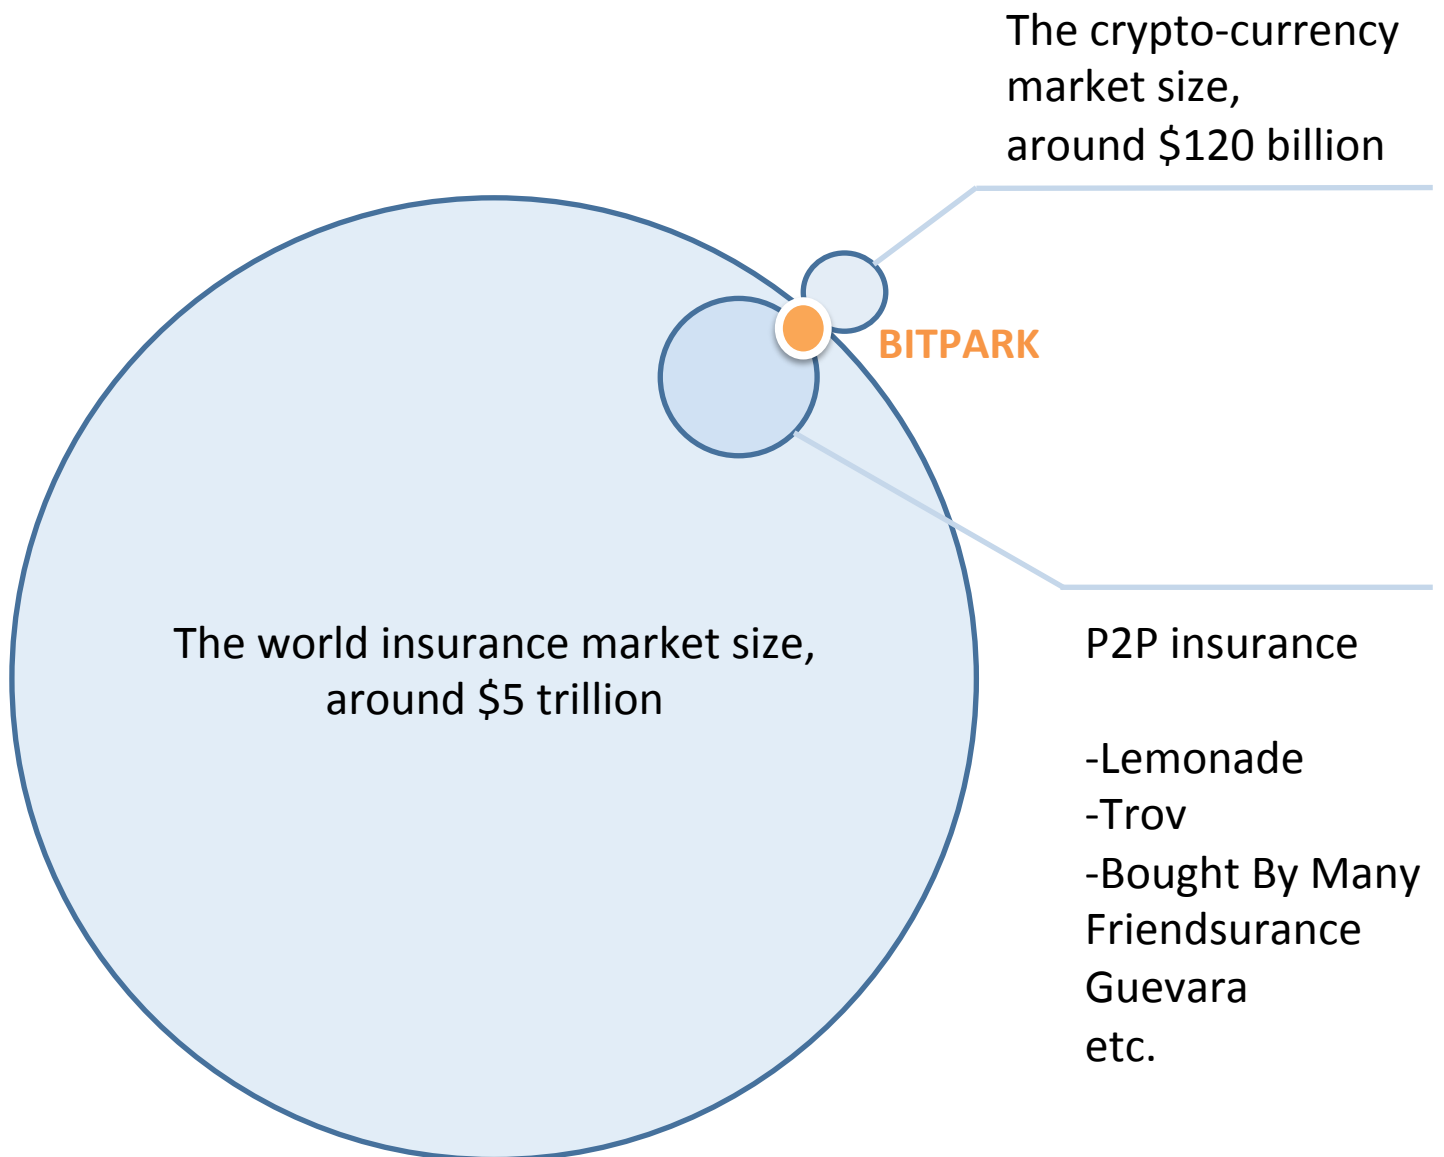 The crypto-currency
market size,
around $120 billion
BITPARK
The world insurance market size,
around $5 trillion
P2P insurance
-Lemonade
-Trov
-Bought By Many
Friendsurance
Guevara
etc.